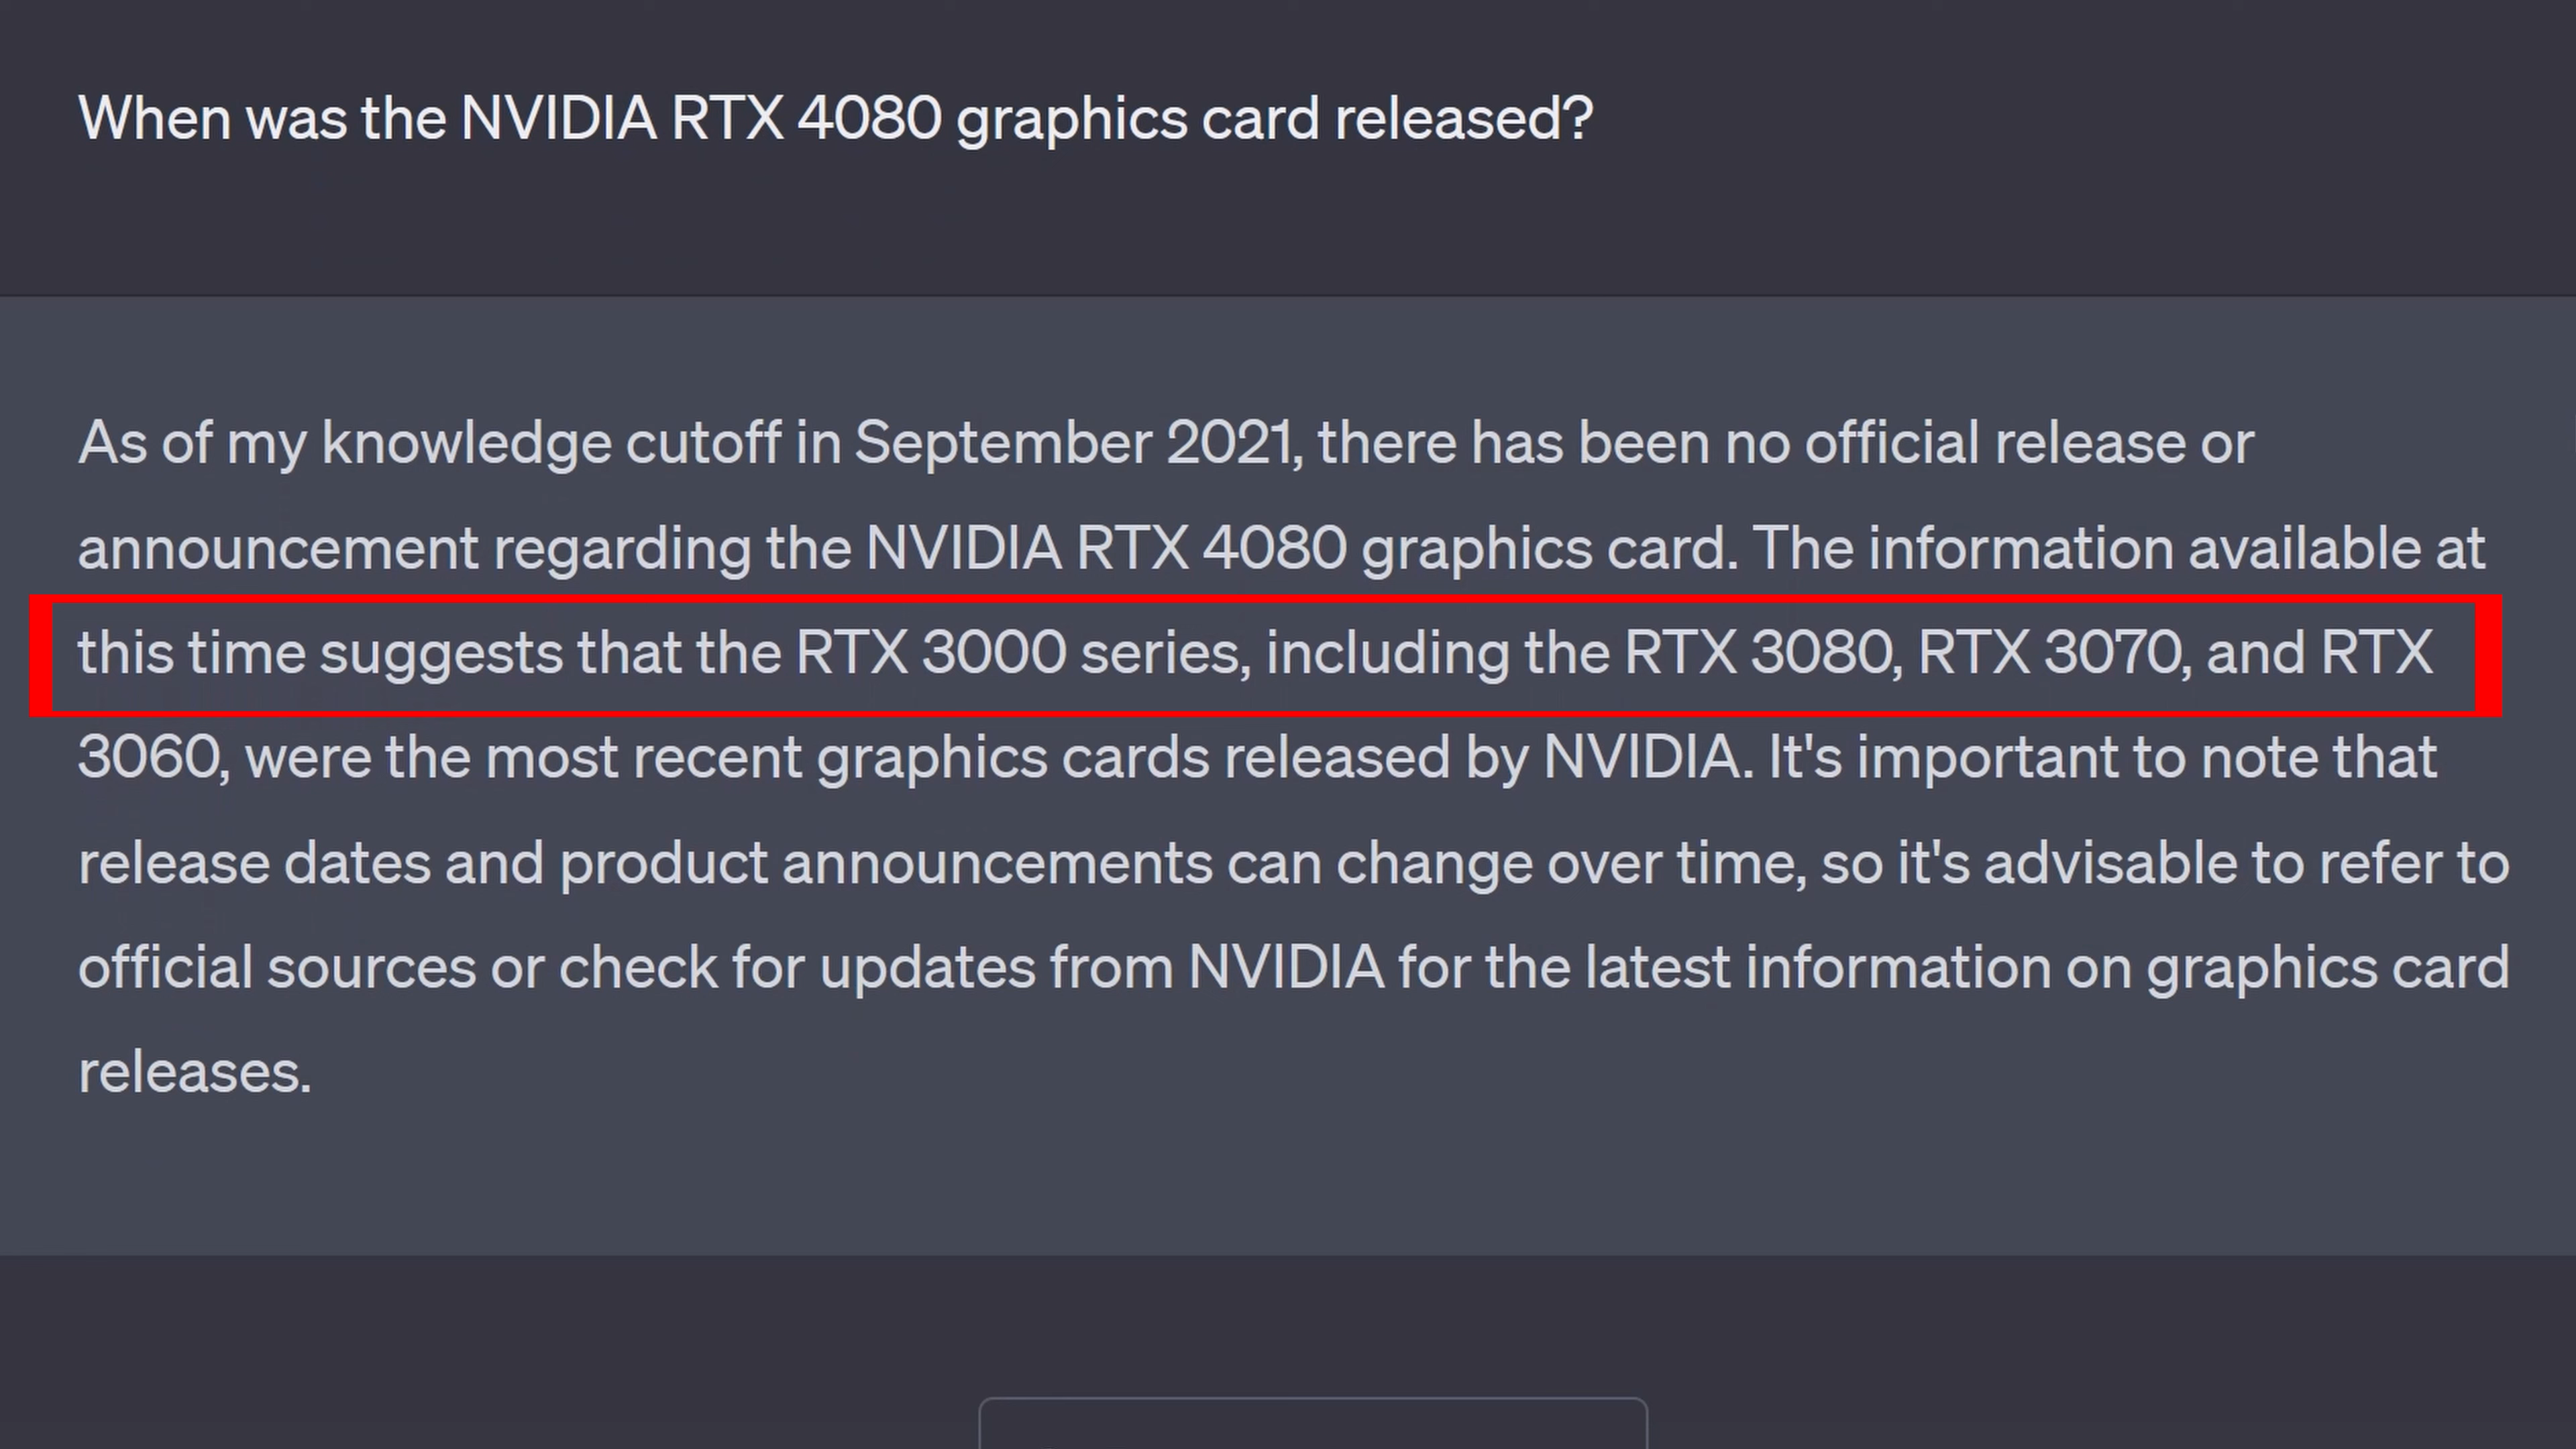 When was the NVIDIA RTX 4080 graphics card released?
As of my knowledge cutoff in September 2021, there has been no official release or
announcement regarding the NVIDIA RTX 4080 graphics card. The information available at
this time suggests that the RTX 3000 series, including the RTX 3080, RTX 3070, and RTX
3060, were the most recent graphics cards released by NVIDIA. It's important to note that
release dates and product announcements can change over time, so it's advisable to refer to
official sources or check for updates from NVIDIA for the latest information on graphics card
releases.